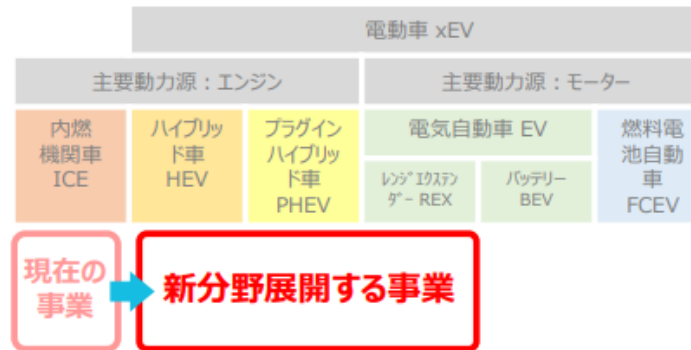 電動車 xEV
主要動力源：エンジン
主要動力源：モーター
内燃
機関車
ICE
ハイブリッ
ド車
HEV
プラグイン
ハイブリッ
ド車
PHEV
電気自動車 EV
ﾚﾝｼﾞｴｸｽﾃﾝ
ﾀﾞｰ REX
バッテリー
BEV
燃料電
池自動
車
FCEV
現在の
事業
新分野展開する事業